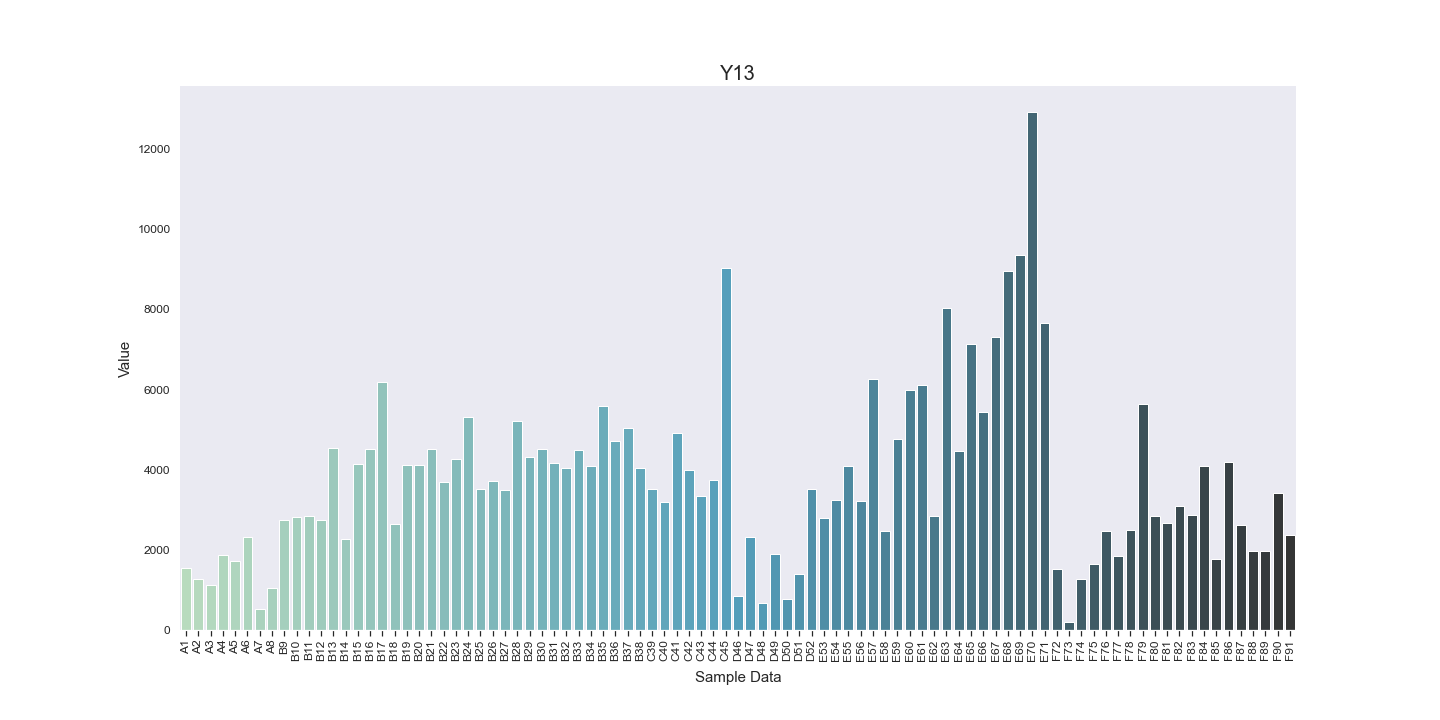 Y13
Value
12000
10000
8000
6000
4000
2000
0
A1 A2 A3 A4 A5 A6 A7 A8 B9 B10 B11 B12 B13 B14 B15 B16 B17 B18 B19 B20 B21 B22 B23 B24 B25 B26 B27 B28 B29 B30 B31 B32 B33 B34 B35 B36 B37 B38 C39 C40 C41 C42 C43 C44 C45 D46 D47 D48 D49 D50 D51 D52 E53 E54 E55 E56 E57 E58 E59 E60 E61 E62 E63 E64 E65 E66 E67 E68 E69 E70 E71 F72 F73 F74 F75 F76 F77 F78 F79 F80 F81 F82 F83 F84 F85 F86 F87 F88 F89 F90 F91
Sample Data